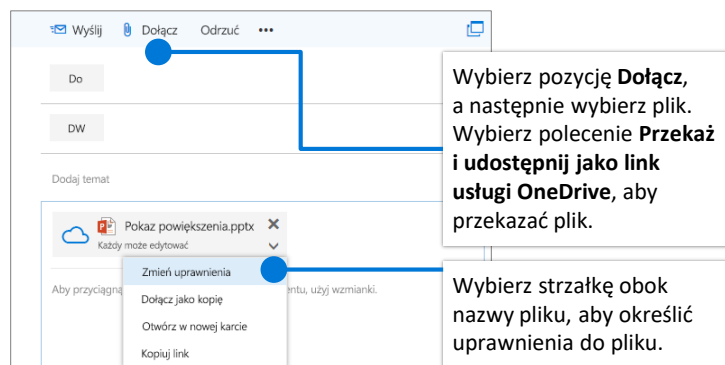 Wyślij Dołącz Odrzuć •••
Do
DW
Dodaj temat
Pokaz powiększenia.pptx
Każdy może edytować
Zmień uprawnienia
Aby przyciągną entu, użyj wzmianki.
Dołącz jako kopię
Otwórz w nowej karcie
Kopiuj link
Wybierz pozycję Dołącz,
a następnie wybierz plik.
Wybierz polecenie Przekaż
i udostępnij jako link
usługi OneDrive, aby
przekazać plik.
Wybierz strzałkę obok
nazwy pliku, aby określić
uprawnienia do pliku.